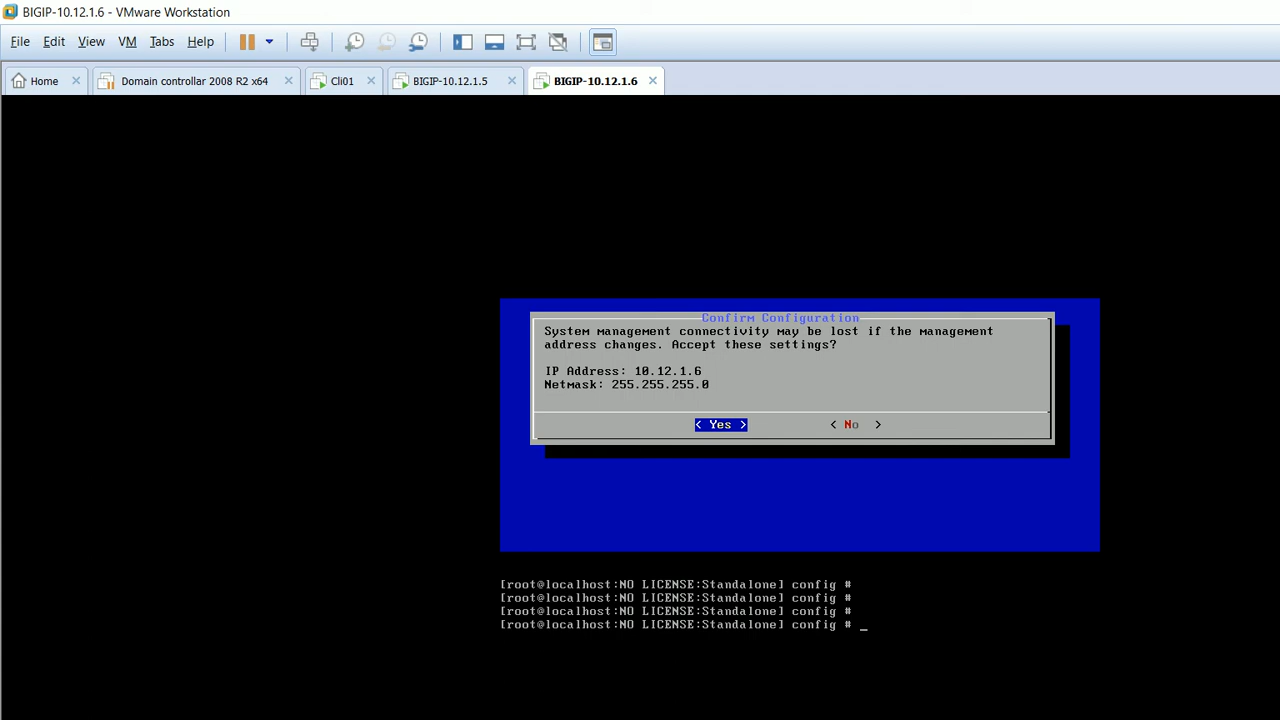 BIGIP-10.12.1.6 - VMware Workstation
File Edit View VM Tabs Help
Home Domain controllar 2008 R2 x64 Cli01 BIGIP-10.12.1.5 BIGIP-10.12.1.6
Confirm Configuration
System management connectivity may be lost if the management
address changes. Accept these settings?
IP Address: 10.12.1.6
Netmask: 255.255.255.0
< Yes > < No >
[root@localhost:NO LICENSE:Standalone] config #
[root@localhost:NO LICENSE:Standalone] config #
[root@localhost:NO LICENSE:Standalone] config #
[root@localhost:NO LICENSE:Standalone] config # _